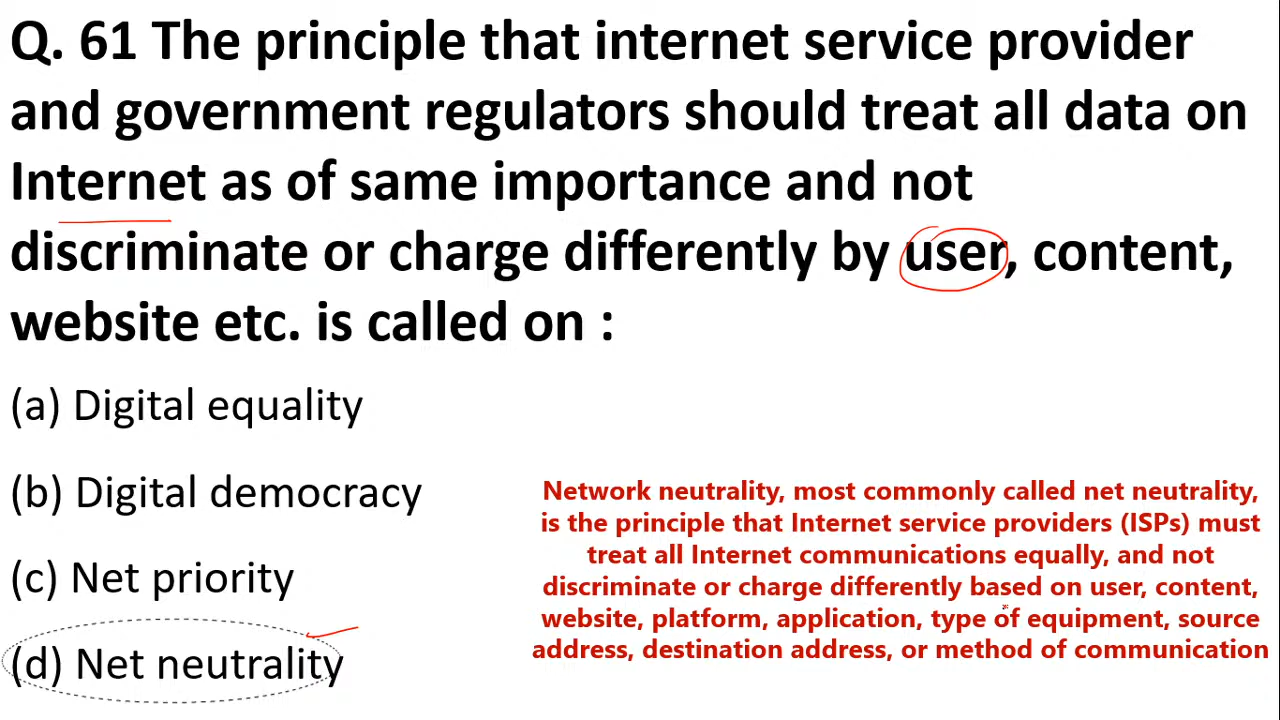 Q. 61 The principle that internet service provider
and government regulators should treat all data on
Internet as of same importance and not
discriminate or charge differently by user, content,
website etc. is called on :
(a) Digital equality
(b) Digital democracy
(c) Net priority
(d) Net neutrality
Network neutrality, most commonly called net neutrality,
is the principle that Internet service providers (ISPs) must
treat all Internet communications equally, and not
discriminate or charge differently based on user, content,
website, platform, application, type of equipment, source
address, destination address, or method of communication